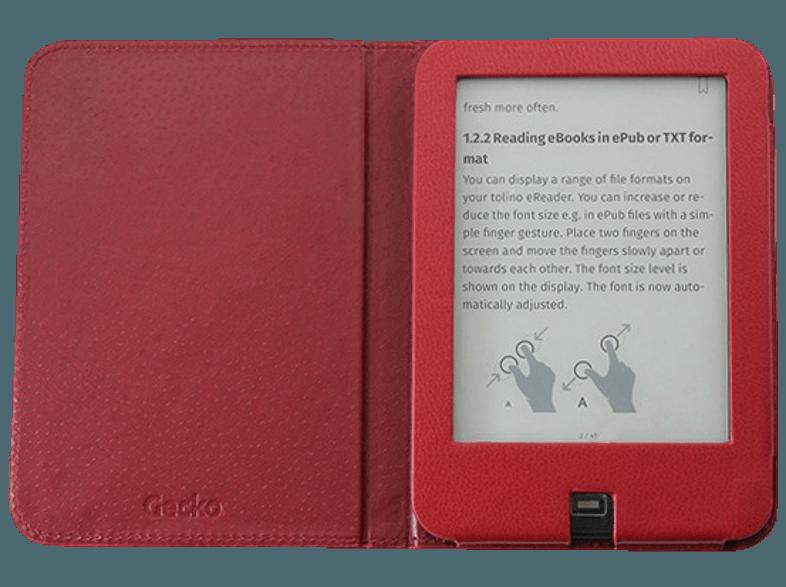 fresh more often.
1.2.2 Reading eBooks in ePub or TXT for-
mat
You can display a range of file formats on
your tolino eReader. You can increase or re-
duce the font size e.g. in ePub files with a sim-
ple finger gesture. Place two fingers on the
screen and move the fingers slowly apart or
towards each other. The font size level is
shown on the display. The font is now auto-
matically adjusted.
A A
Gecko